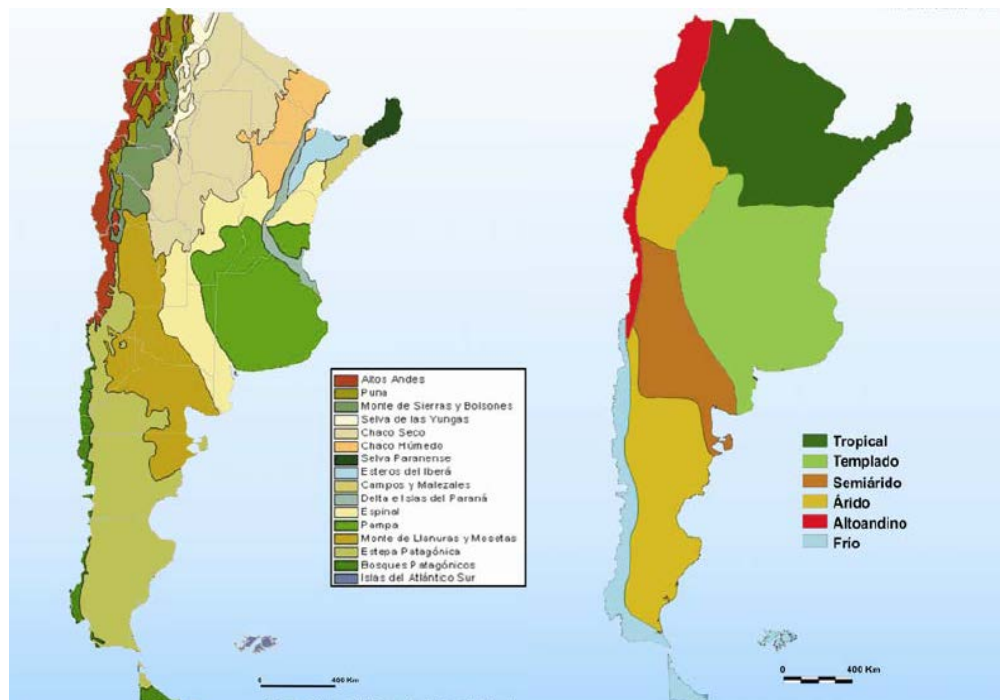 Altos Andes
Puna
Monte de Sierras y Bolsones
Selva de las Yungas
Chaco Seco
Chaco Húmedo
Selva Paranense
Esteros del Iberá
Campos y Malezales
Delta e Islas del Paraná
Espinal
Pampa
Monte de Llanuras y Mesetas
Estepa Patagónica
Bosques Patagónicos
Islas del Atlántico Sur
0 400 Km
Tropical
Templado
Semiárido
Árido
Altoandino
Frío
0 400 Km